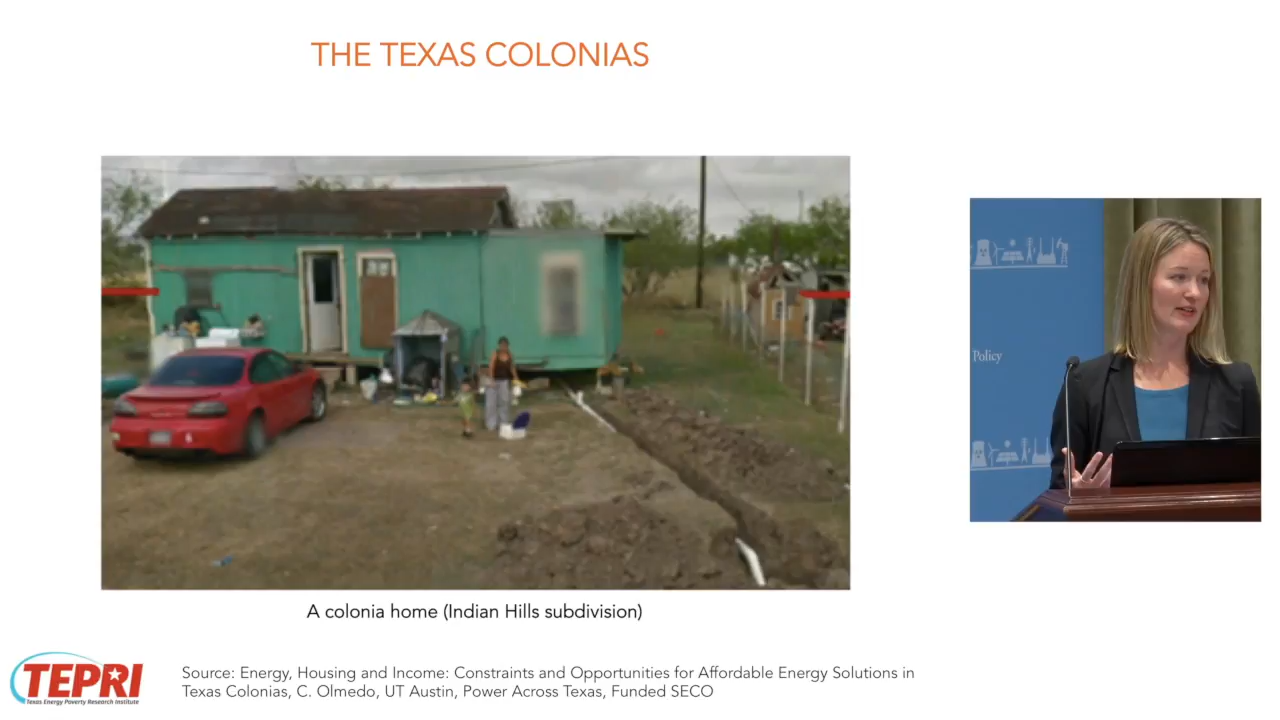 THE TEXAS COLONIAS
Policy
A colonia home (Indian Hills subdivision)
TEPRI
Texas Energy Poverty Research Institute
Source: Energy, Housing and Income: Constraints and Opportunities for Affordable Energy Solutions in
Texas Colonias, C. Olmedo, UT Austin, Power Across Texas, Funded SECO